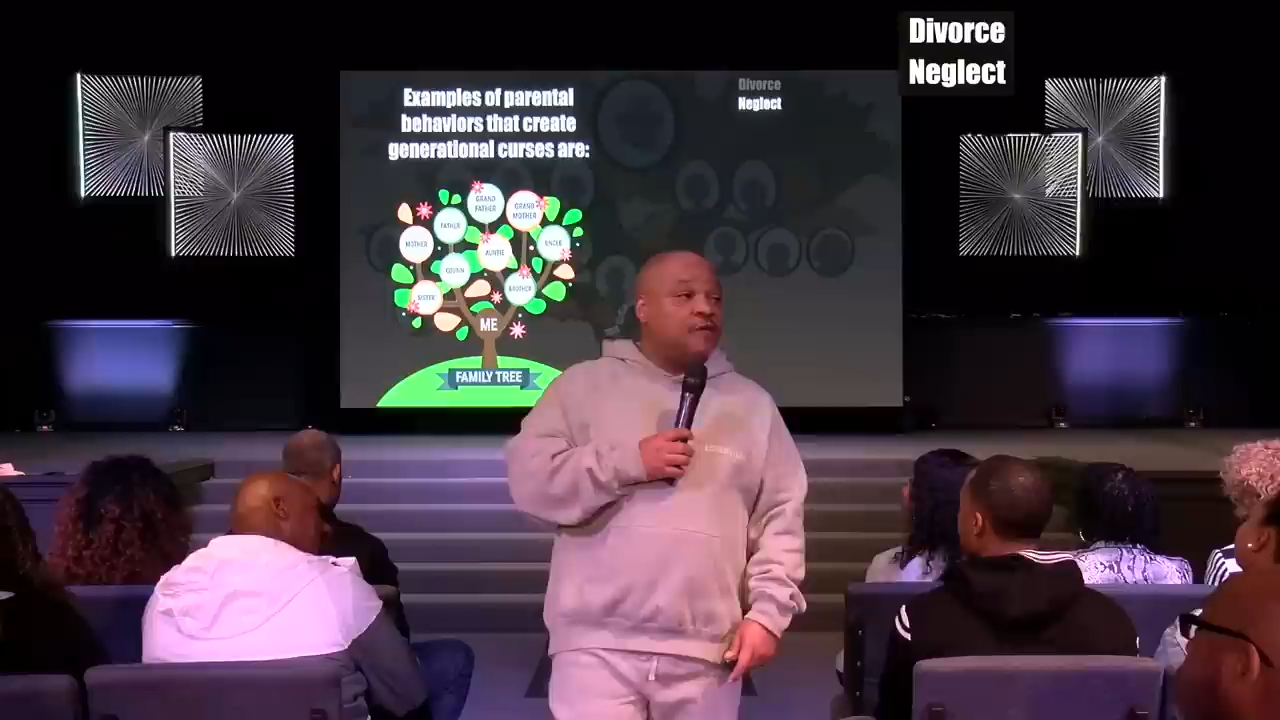 Divorce
Neglect
Examples of parental
behaviors that create
generational curses are:
Divorce
Neglect
GRAND
FATHER
GRAND
MOTHER
FATHER
MOTHER
AUNTIE
UNCLE
COUSIN
BROTHER
SISTER
ME
FAMILY TREE